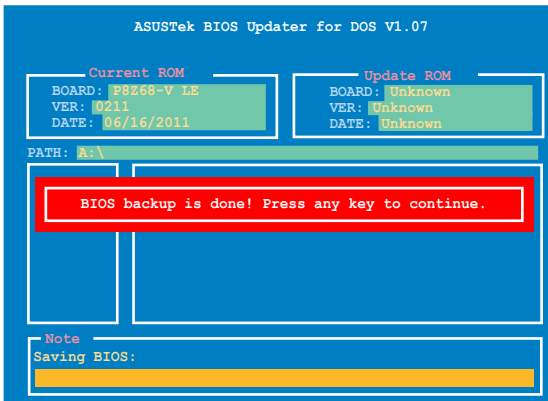 ASUSTek BIOS Updater for DOS V1.07
Current ROM
BOARD: P8Z68-V LE
VER: 0211
DATE: 06/16/2011
Update ROM
BOARD: Unknown
VER: Unknown
DATE: Unknown
PATH: A:\
BIOS backup is done! Press any key to continue.
Note
Saving BIOS: